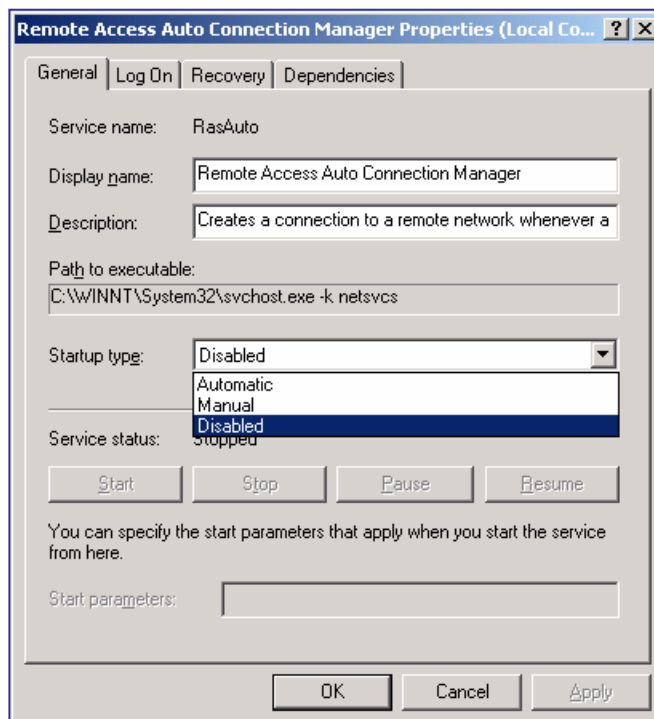 Remote Access Auto Connection Manager Properties (Local Co...
General Log On Recovery Dependencies
Service name: RasAuto
Display name: Remote Access Auto Connection Manager
Description: Creates a connection to a remote network whenever a
Path to executable:
C:\WINNT\System32\svchost.exe -k netsvcs
Startup type: Disabled
Automatic
Manual
Disabled
Service status: Stopped
Start Stop Pause Resume
You can specify the start parameters that apply when you start the service
from here.
Start parameters:
OK Cancel Apply